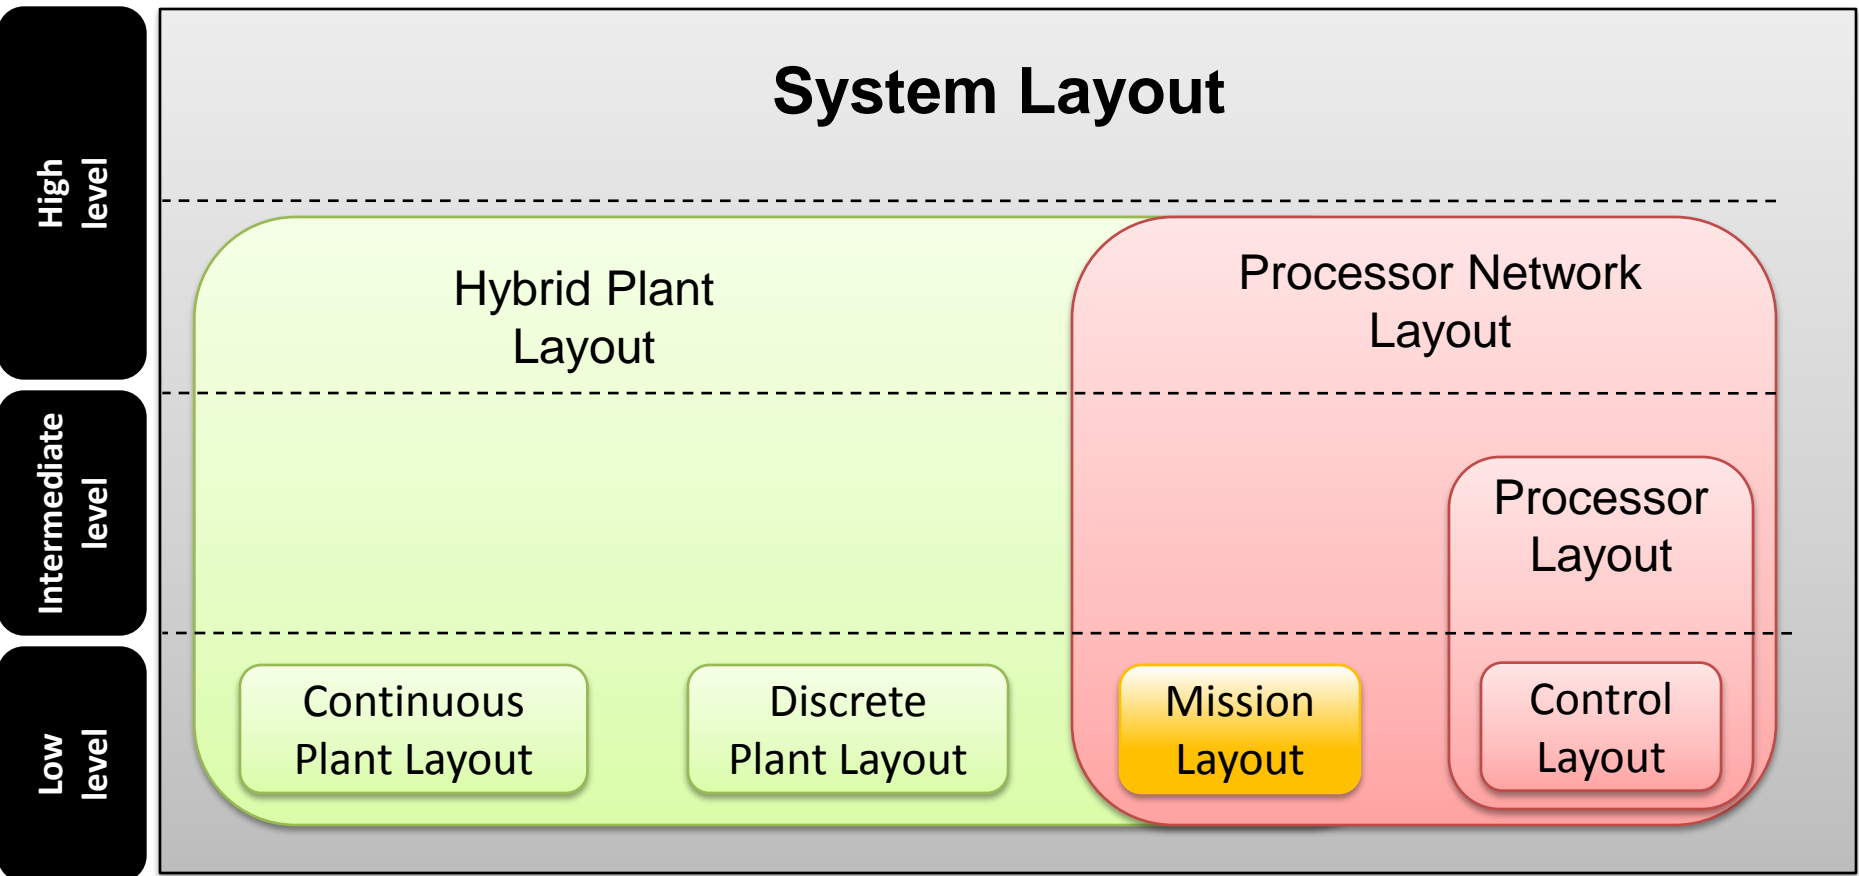 System Layout
High
level
Hybrid Plant
Layout
Processor Network
Layout
Intermediate
level
Processor
Layout
Low
level
Continuous
Plant Layout
Discrete
Plant Layout
Mission
Layout
Control
Layout